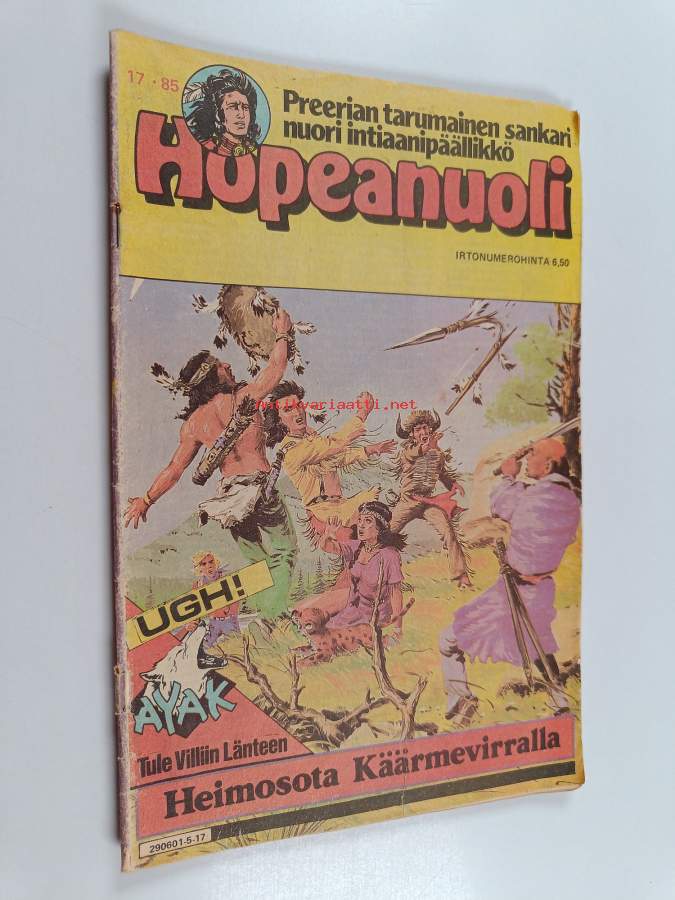 17 · 85
Preerian tarumainen sankari
nuori intiaanipäällikkö
Hopeanuoli
IRTONUMEROHINTA 6,50
antikvariaatti.net
UGH!
AYAK
Tule Villiin Länteen
Heimosota Käärmevirralla
290601-5-17